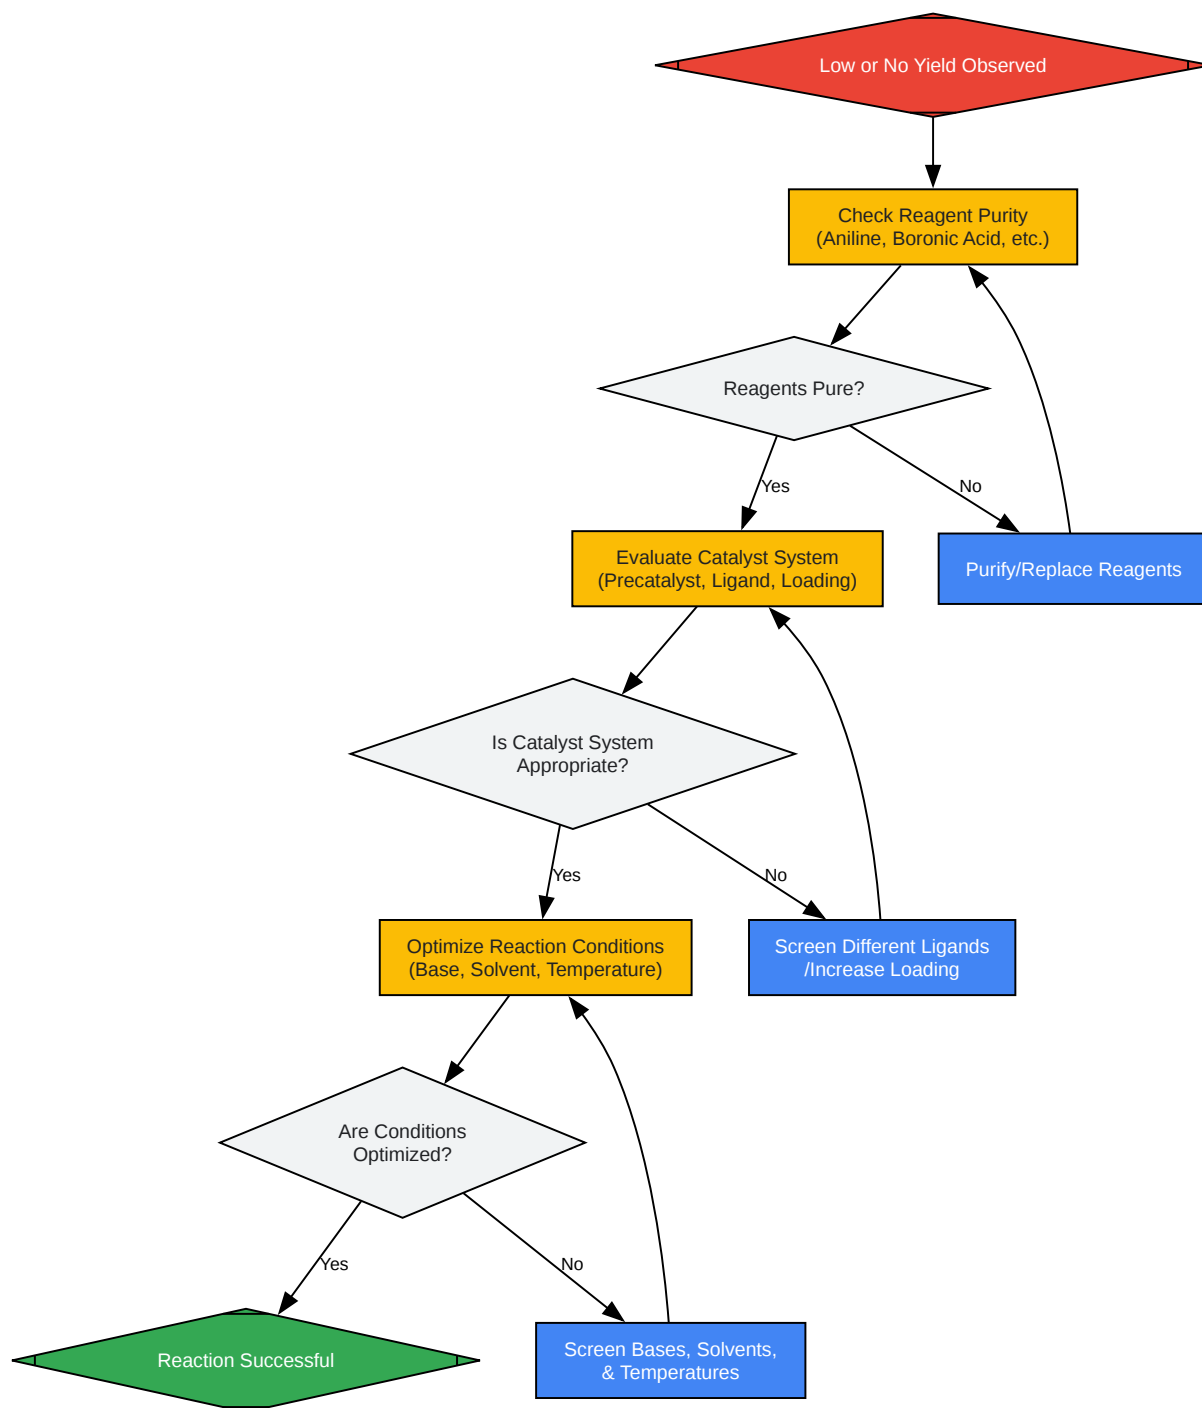 Low or No Yield Observed
Check Reagent Purity
(Aniline, Boronic Acid, etc.)
Reagents Pure?
Yes
No
Evaluate Catalyst System
(Precatalyst, Ligand, Loading)
Purify/Replace Reagents
Is Catalyst System
Appropriate?
Yes
No
Optimize Reaction Conditions
(Base, Solvent, Temperature)
Screen Different Ligands
/Increase Loading
Are Conditions
Optimized?
Yes
No
Reaction Successful
Screen Bases, Solvents,
& Temperatures